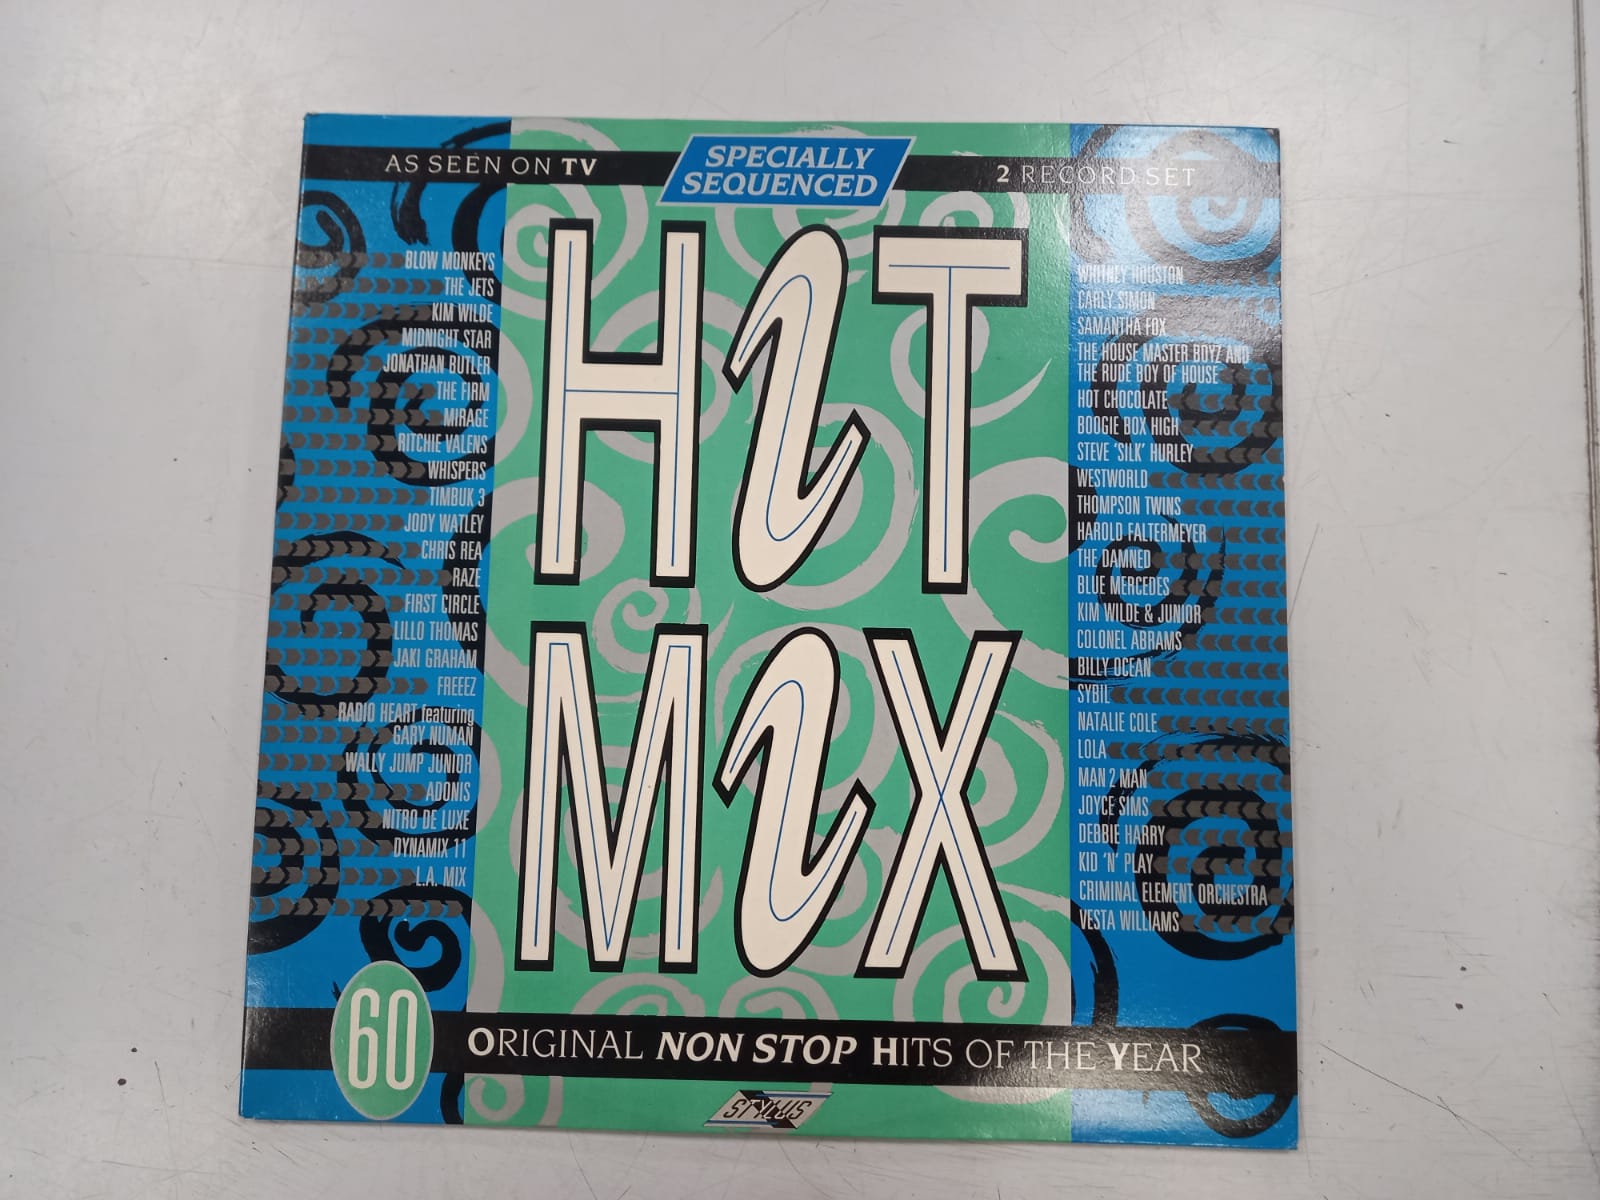 AS SEEN ON TV
SPECIALLY
SEQUENCED
2 RECORD SET
HiT
MiX
BLOW MONKEYS
THE JETS
KIM WILDE
MIDNIGHT STAR
JONATHAN BUTLER
THE FIRM
MIRAGE
RITCHIE VALENS
WHISPERS
TIMBUK 3
JODY WATLEY
CHRIS REA
RAZE
FIRST CIRCLE
LILLO THOMAS
JAKI GRAHAM
FREEEZ
RADIO HEART featuring
GARY NUMAN
WALLY JUMP JUNIOR
ADONIS
NITRO DE LUXE
DYNAMIX 11
L.A. MIX
WHITNEY HOUSTON
CARLY SIMON
SAMANTHA FOX
THE HOUSE MASTER BOYZ AND
THE RUDE BOY OF HOUSE
HOT CHOCOLATE
BOOGIE BOX HIGH
STEVE 'SILK' HURLEY
WESTWORLD
THOMPSON TWINS
HAROLD FALTERMEYER
THE DAMNED
BLUE MERCEDES
KIM WILDE & JUNIOR
COLONEL ABRAMS
BILLY OCEAN
SYBIL
NATALIE COLE
LOLA
MAN 2 MAN
JOYCE SIMS
DEBBIE HARRY
KID 'N' PLAY
CRIMINAL ELEMENT ORCHESTRA
VESTA WILLIAMS
60 ORIGINAL NON STOP HITS OF THE YEAR
STYLUS